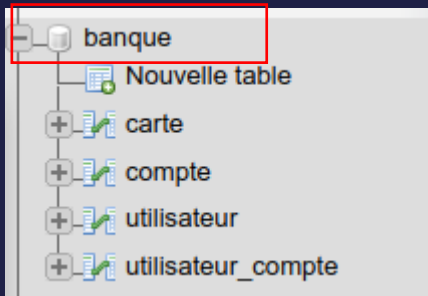 banque
Nouvelle table
carte
compte
utilisateur
utilisateur_compte